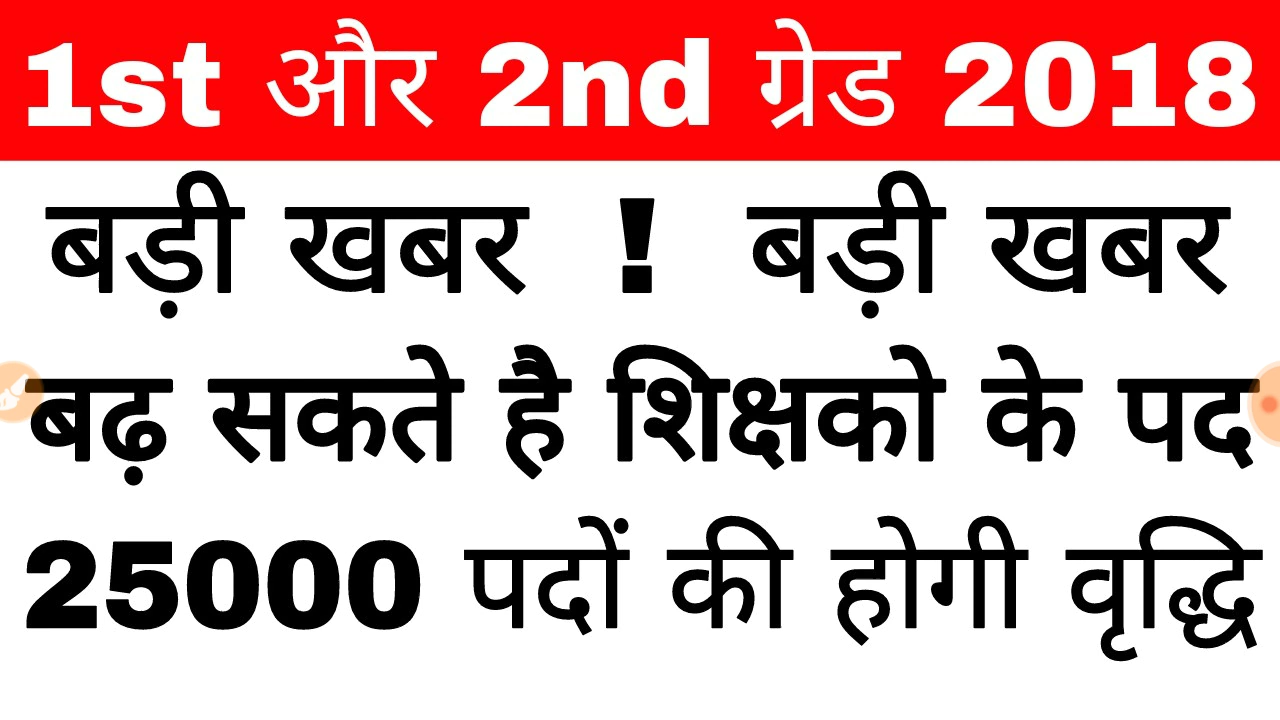 1st और 2nd ग्रेड 2018
बड़ी खबर ! बड़ी खबर
बढ़ सकते है शिक्षको के पद
25000 पदों की होगी वृद्धि